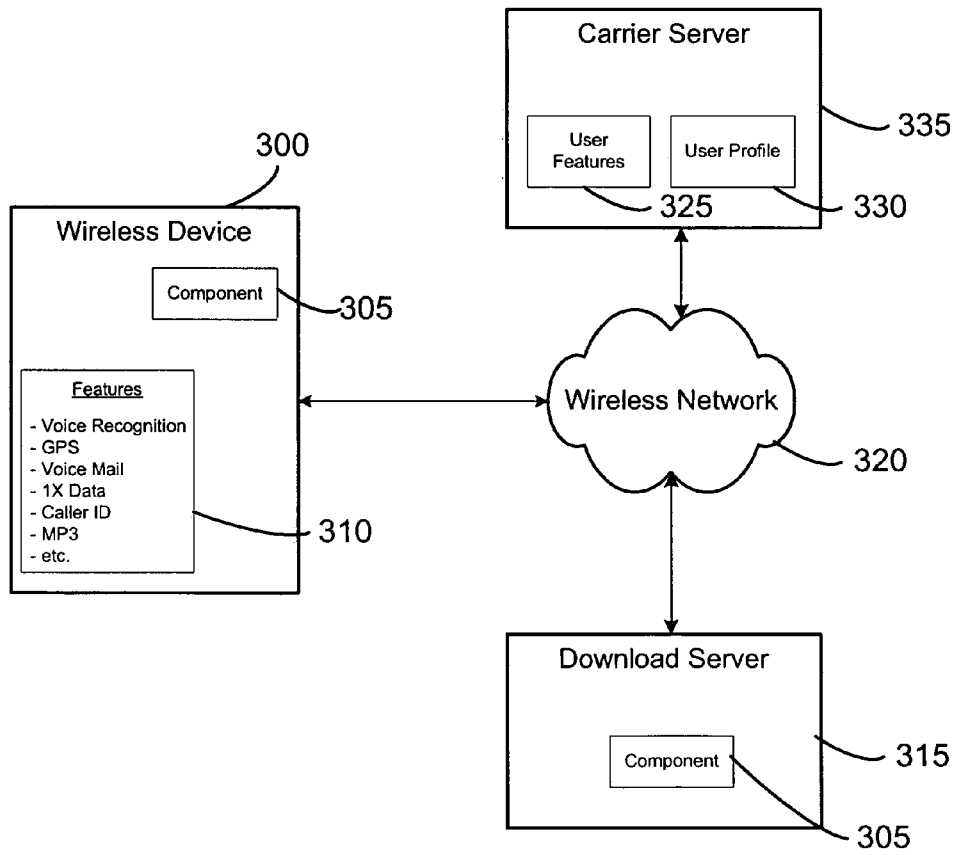 Carrier Server
335
User
Features
User Profile
325
330
300
Wireless Device
Component
305
Features
- Voice Recognition
- GPS
- Voice Mail
- 1X Data
- Caller ID
- MP3
- etc.
310
Wireless Network
320
Download Server
Component
315
305